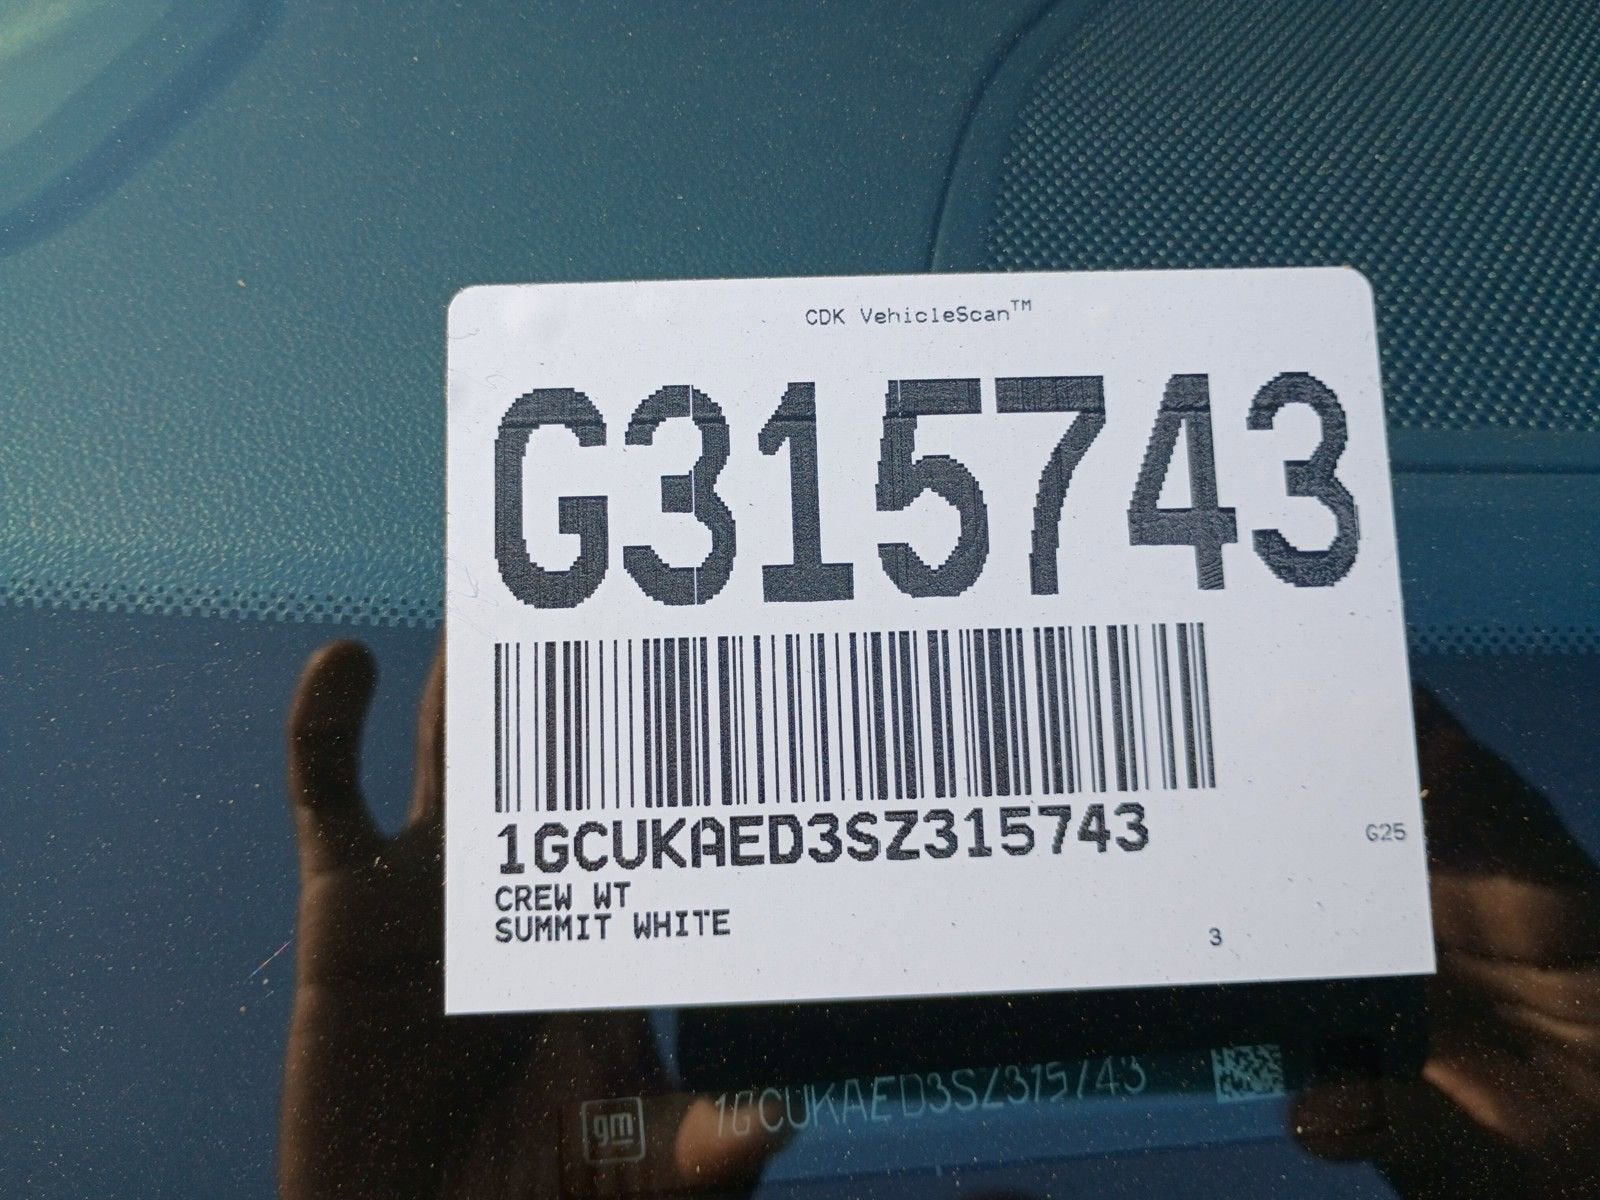 CDK VehicleScan™
G315743
1GCUKAED3SZ315743
G25
CREW WT
SUMMIT WHITE
3
gm
1GCUKAED3SZ315743